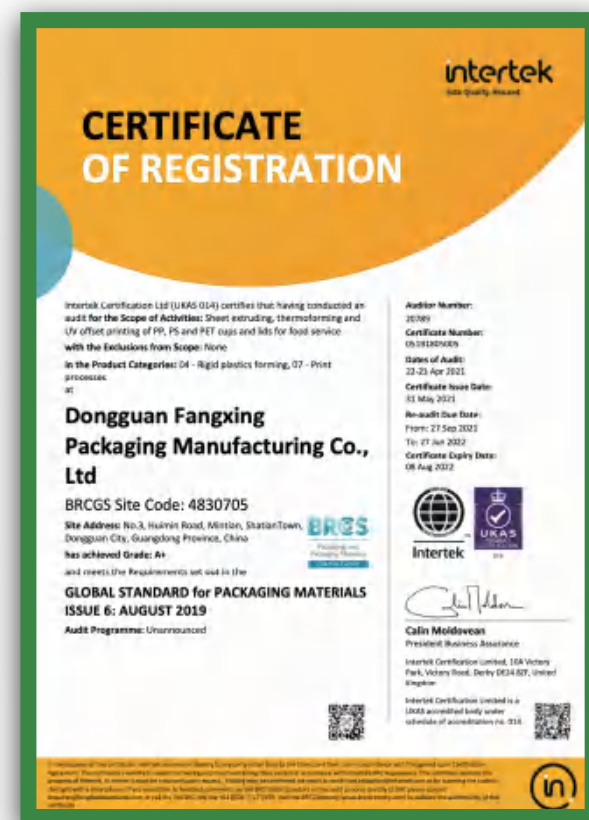 intertek
Total Quality. Assured.
CERTIFICATE
OF REGISTRATION
Intertek Certification Ltd (UKAS 014) certifies that having conducted an
audit for the Scope of Activities: Sheet extruding, thermoforming and
UV offset printing of PP, PS and PET cups and lids for food service
with the Exclusions from Scope: None
in the Product Categories: 04 - Rigid plastics forming, 07 - Print
processes
at
Dongguan Fangxing
Packaging Manufacturing Co.,
Ltd
BRCGS Site Code: 4830705
Site Address: No.3, Huimin Road, Mintian, ShatianTown,
Dongguan City, Guangdong Province, China
has achieved Grade: A+
and meets the Requirements set out in the
GLOBAL STANDARD for PACKAGING MATERIALS
ISSUE 6: AUGUST 2019
Audit Programme: Unannounced
BRCGS
Auditor Number:
20789
Certificate Number:
Dates of Audit:
22-23 Apr 2021
Certificate Issue Date:
31 May 2021
Re-audit Due Date:
From: 27 Sep 2021
To: 27 Jun 2022
Certificate Expiry Date:
08 Aug 2022
Intertek
UKAS
Calin Moldovean
President Business Assurance
Intertek Certification Limited, 10A Victory
Park, Victory Road, Derby DE24 8ZF, United
Kingdom
Intertek Certification Limited is a
UKAS accredited body under
schedule of accreditation no. 014
in